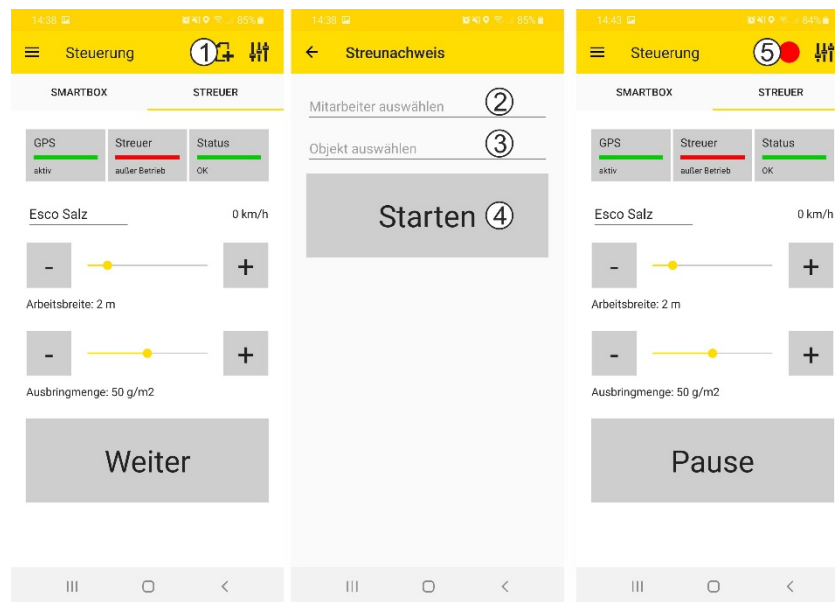 14:38 85%
Steuerung 1
SMARTBOX STREUER
GPS Streuer Status
aktiv außer Betrieb OK
Esco Salz 0 km/h
- +
Arbeitsbreite: 2 m
- +
Ausbringmenge: 50 g/m2
Weiter
14:38 85%
Streunachweis
Mitarbeiter auswählen 2
Objekt auswählen 3
Starten 4
14:43 84%
Steuerung 5
SMARTBOX STREUER
GPS Streuer Status
aktiv außer Betrieb OK
Esco Salz 0 km/h
- +
Arbeitsbreite: 2 m
- +
Ausbringmenge: 50 g/m2
Pause